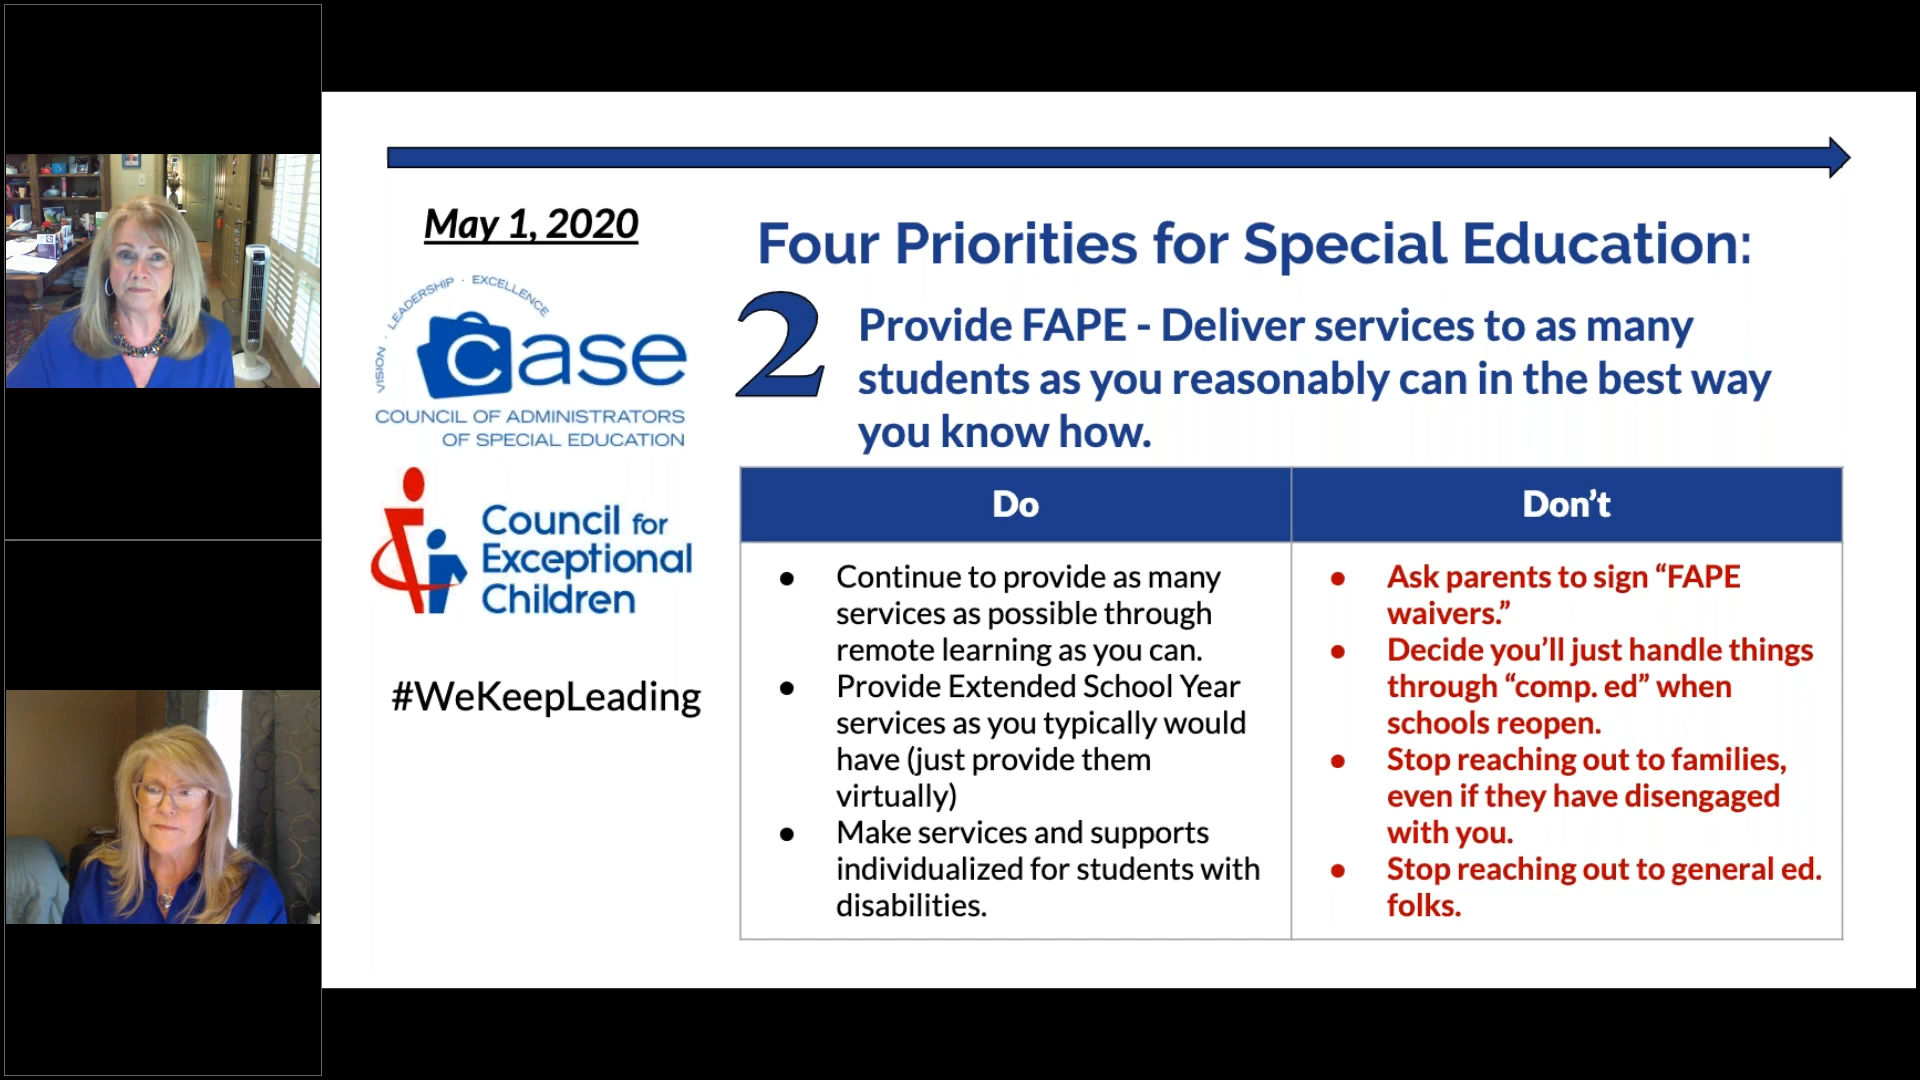 May 1, 2020
VISION · LEADERSHIP · EXCELLENCE
case
COUNCIL OF ADMINISTRATORS
OF SPECIAL EDUCATION
Council for
Exceptional
Children
#WeKeepLeading
Four Priorities for Special Education:
2
Provide FAPE - Deliver services to as many
students as you reasonably can in the best way
you know how.
Do
● Continue to provide as many
services as possible through
remote learning as you can.
● Provide Extended School Year
services as you typically would
have (just provide them
virtually)
● Make services and supports
individualized for students with
disabilities.
Don’t
● Ask parents to sign “FAPE
waivers.”
● Decide you’ll just handle things
through “comp. ed” when
schools reopen.
● Stop reaching out to families,
even if they have disengaged
with you.
● Stop reaching out to general ed.
folks.